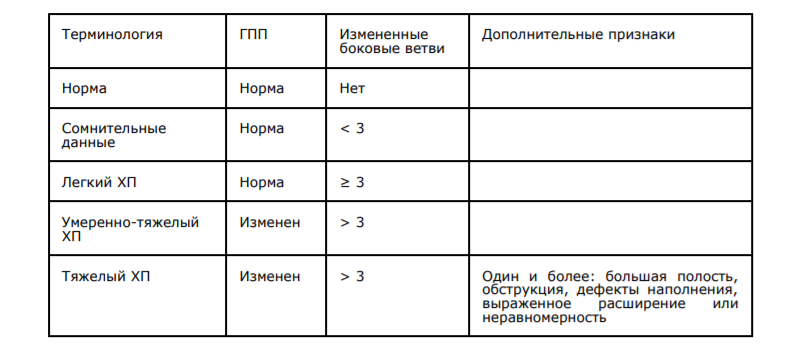 Терминология ГПП Измененные боковые ветви Дополнительные признаки
Норма Норма Нет
Сомнительные данные Норма < 3
Легкий ХП Норма ≥ 3
Умеренно-тяжелый ХП Изменен > 3
Тяжелый ХП Изменен > 3 Один и более: большая полость,
обструкция, дефекты наполнения,
выраженное расширение или
неравномерность